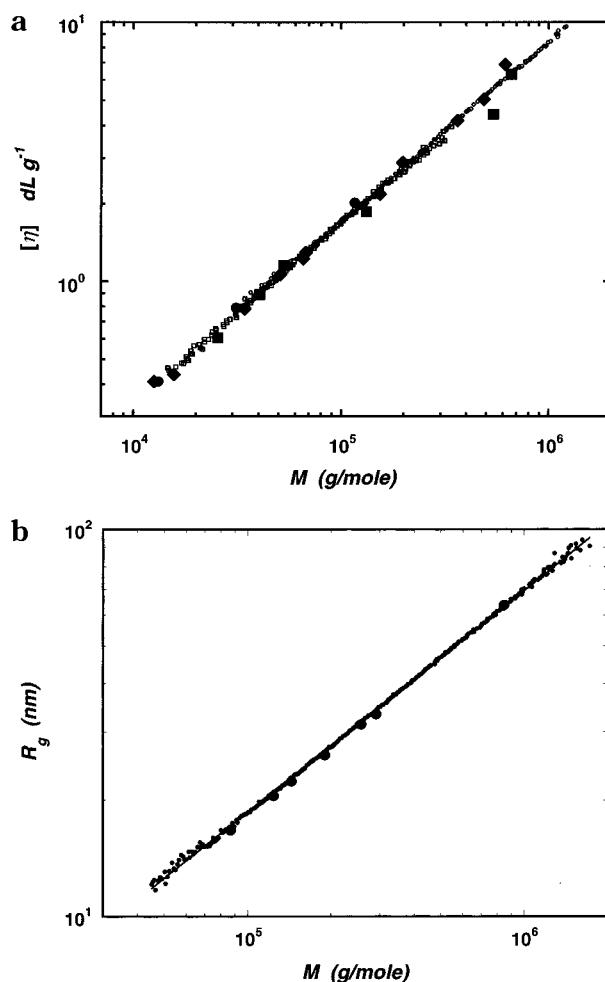 a
10¹
[η] dL g⁻¹
10⁰
10⁴ 10⁵ 10⁶
M (g/mole)
b
10²
R_g (nm)
10¹
10⁵ 10⁶
M (g/mole)